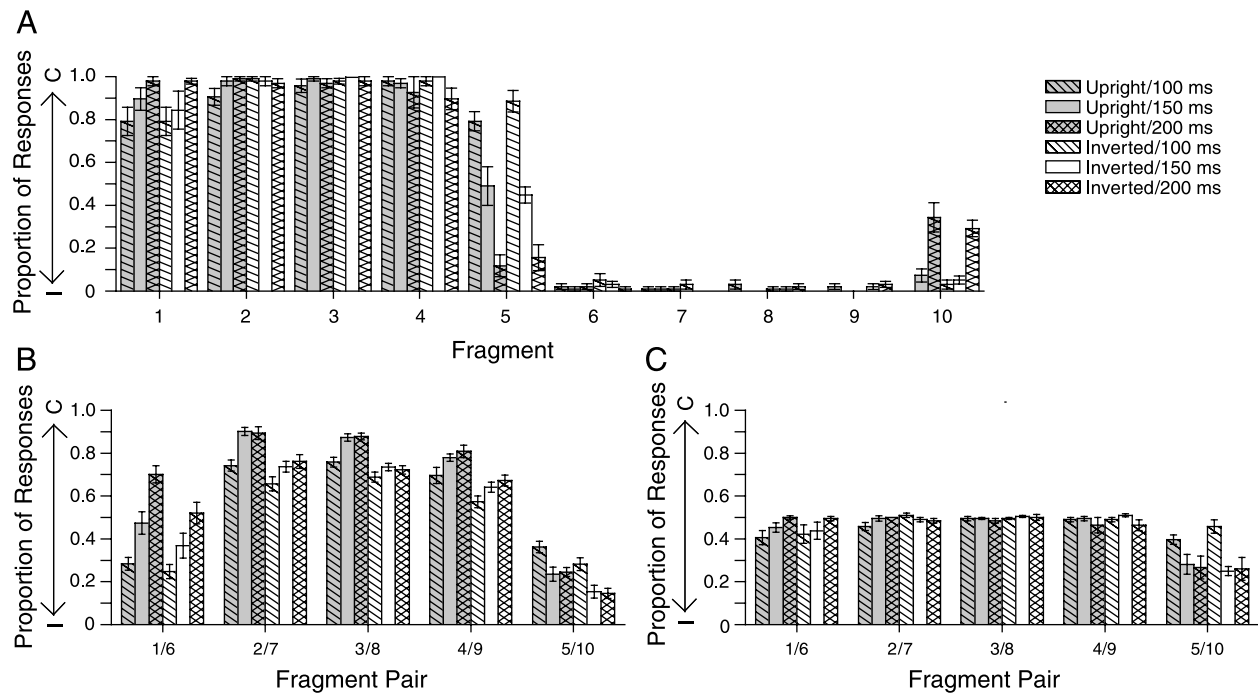 A
Proportion of Responses
I
C
1.0
0.8
0.6
0.4
0.2
0
1 2 3 4 5 6 7 8 9 10
Fragment
Upright/100 ms
Upright/150 ms
Upright/200 ms
Inverted/100 ms
Inverted/150 ms
Inverted/200 ms
B
Proportion of Responses
I
C
1.0
0.8
0.6
0.4
0.2
0
1/6 2/7 3/8 4/9 5/10
Fragment Pair
C
Proportion of Responses
I
C
1.0
0.8
0.6
0.4
0.2
0
1/6 2/7 3/8 4/9 5/10
Fragment Pair